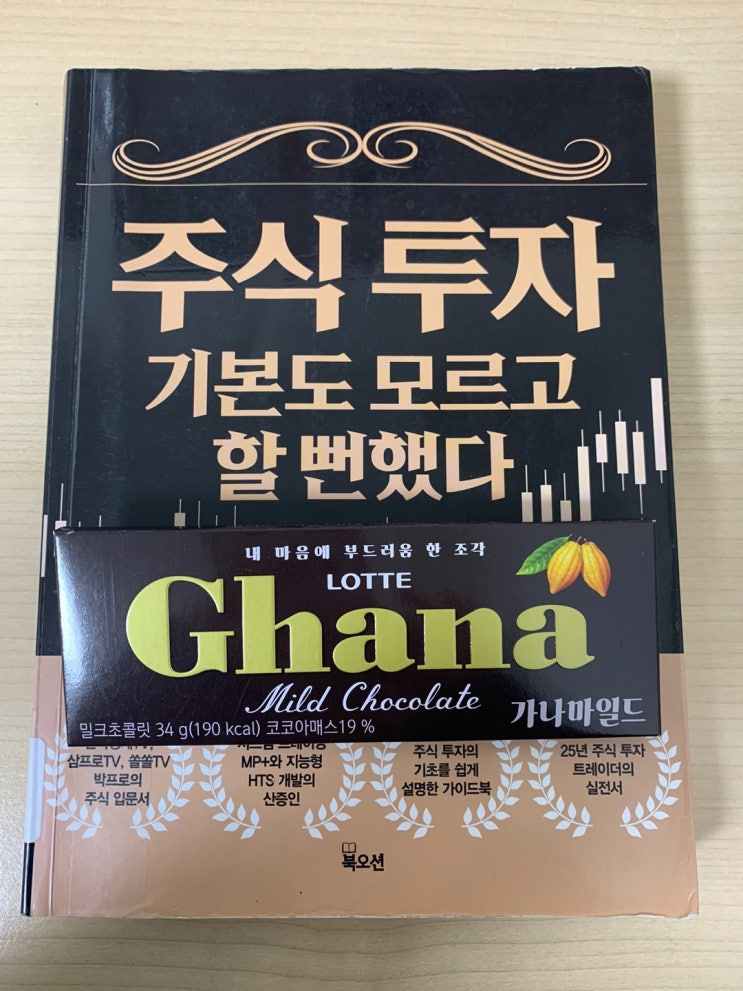 주식 투자
기본도 모르고
할 뻔했다
내 마음에 부드러움 한 조각
LOTTE
Ghana
Mild Chocolate
가나마일드
밀크초콜릿 34 g(190 kcal) 코코아매스19 %
삼프로TV, 쏠쏠TV
박프로의
주식 입문서
MP+와 지능형
HTS 개발의
산증인
주식 투자의
기초를 쉽게
설명한 가이드북
25년 주식 투자
트레이더의
실전서
북오션